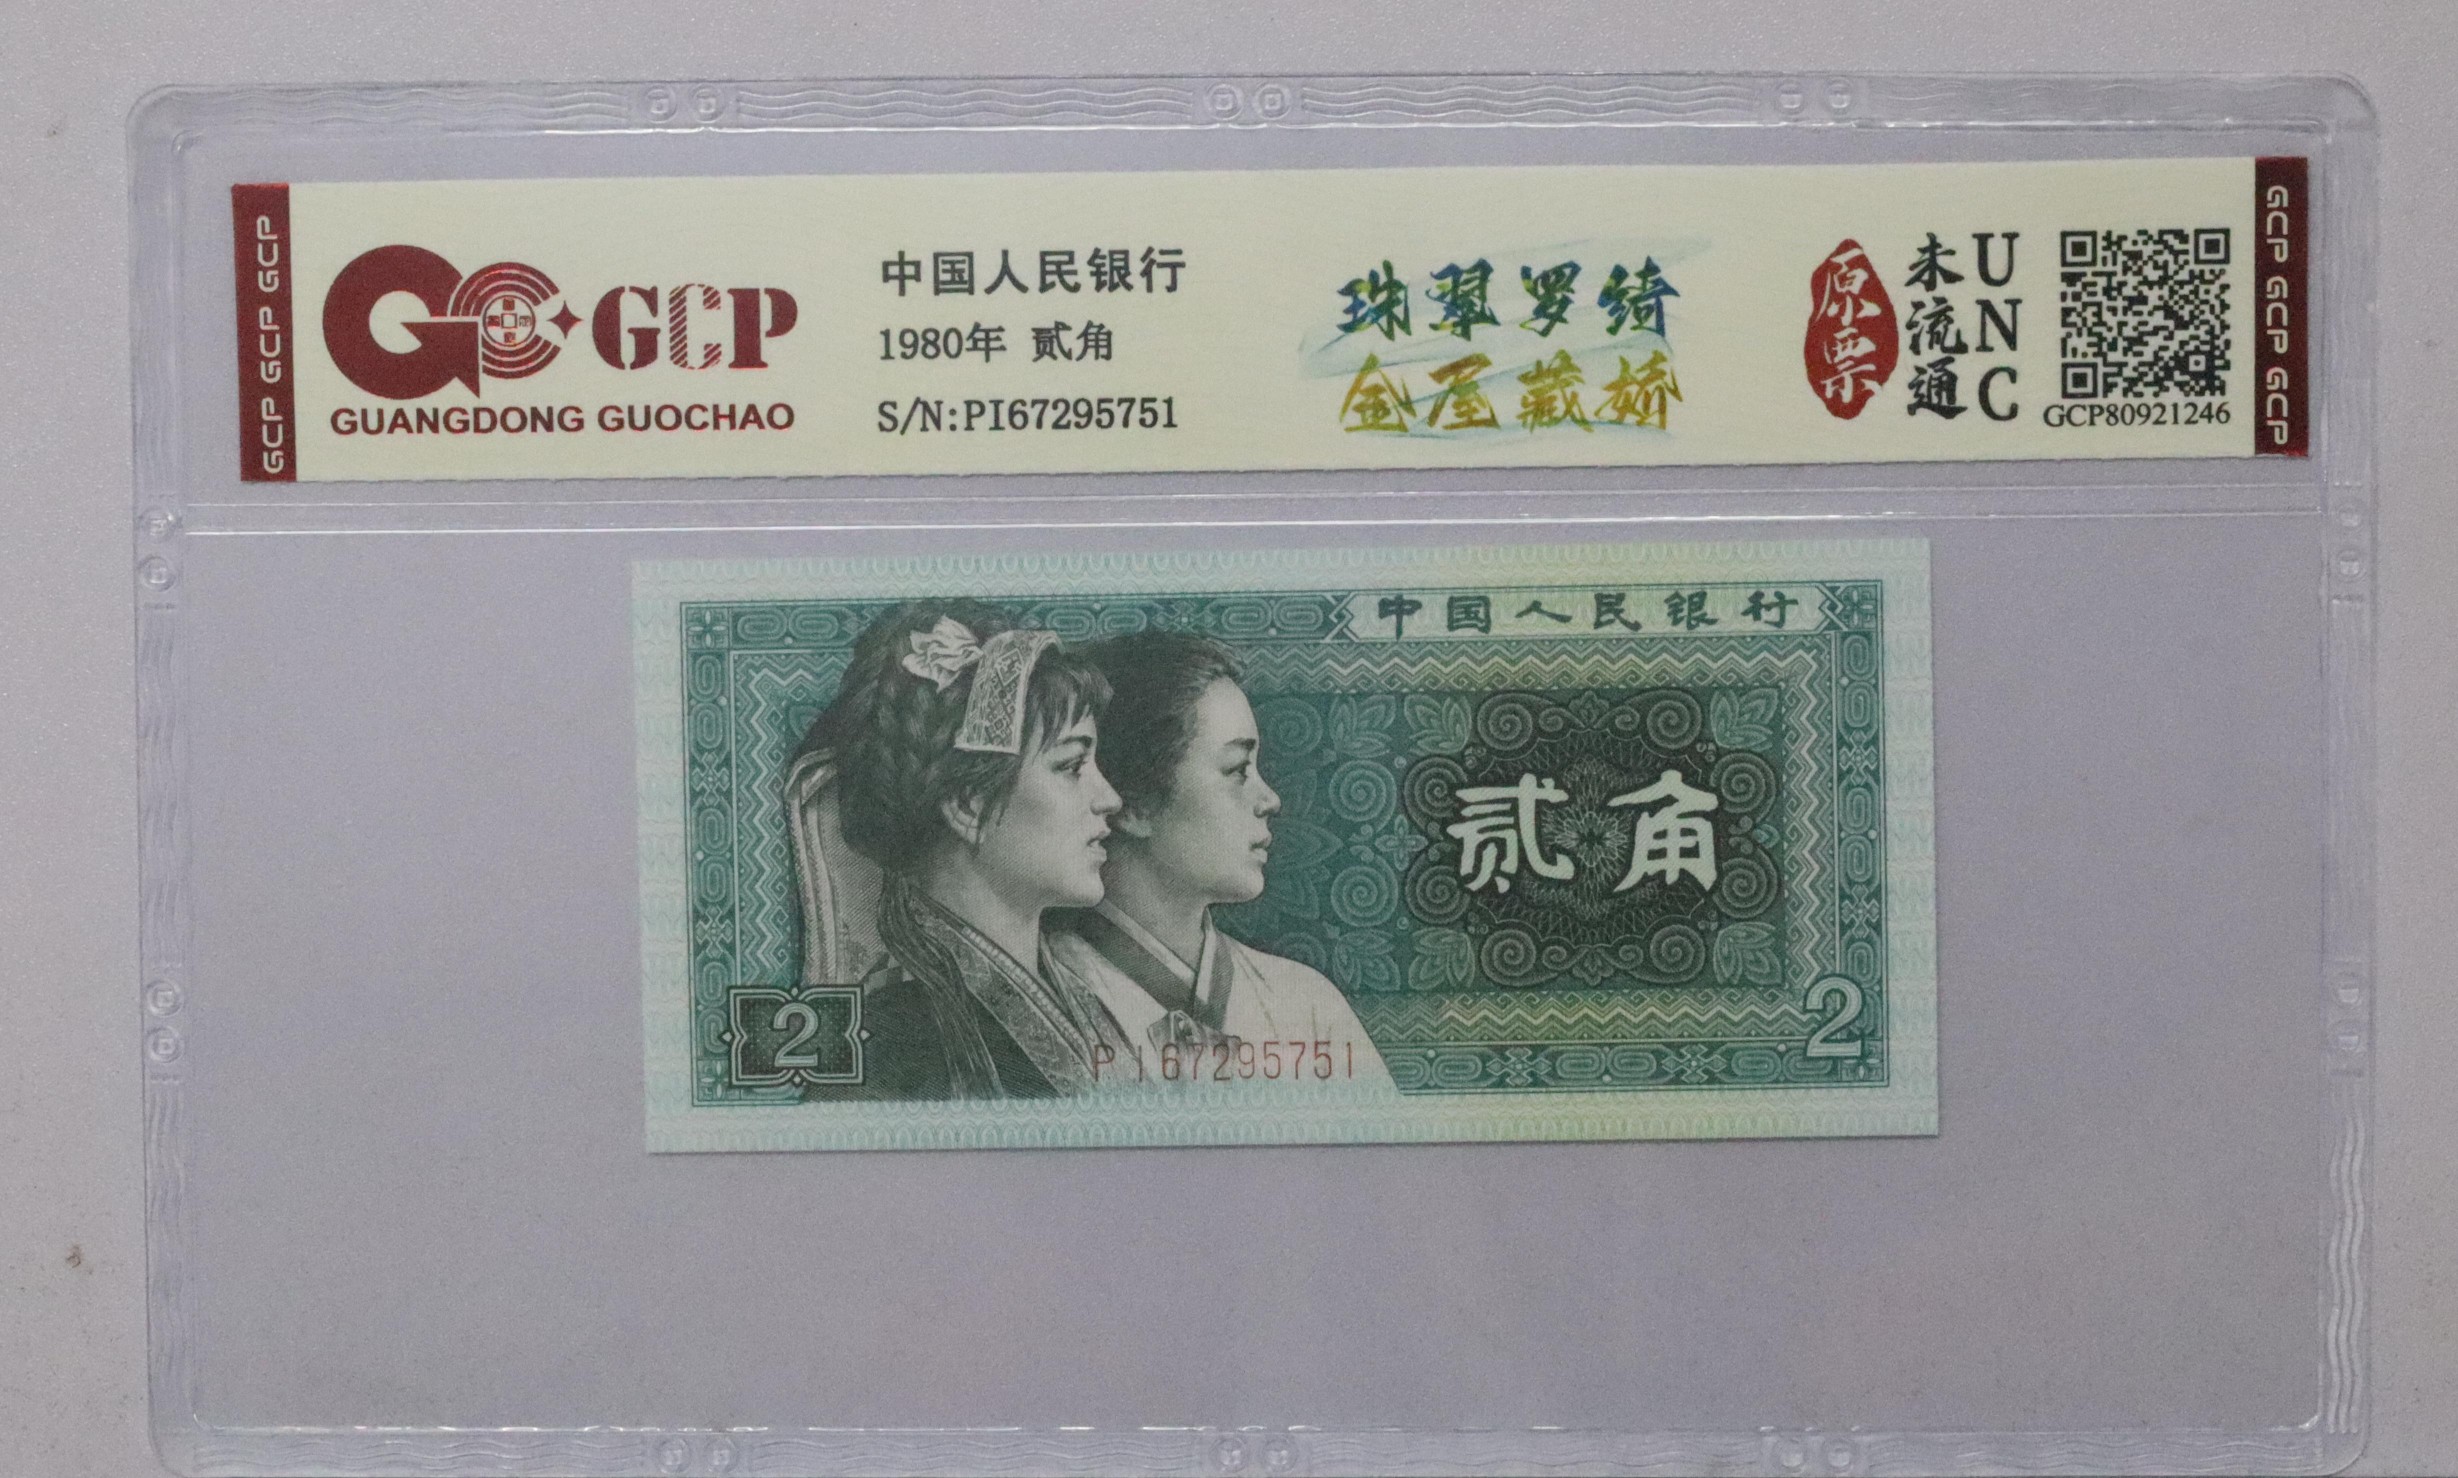 GCP GCP GCP
GCP
GUANGDONG GUOCHAO
中国人民银行
1980年 贰角
S/N:PI67295751
珠翠罗绮
金屋藏娇
原票
未流通
UNC
GCP80921246
GCP GCP GCP
中国人民银行
贰角
2
2
PI67295751